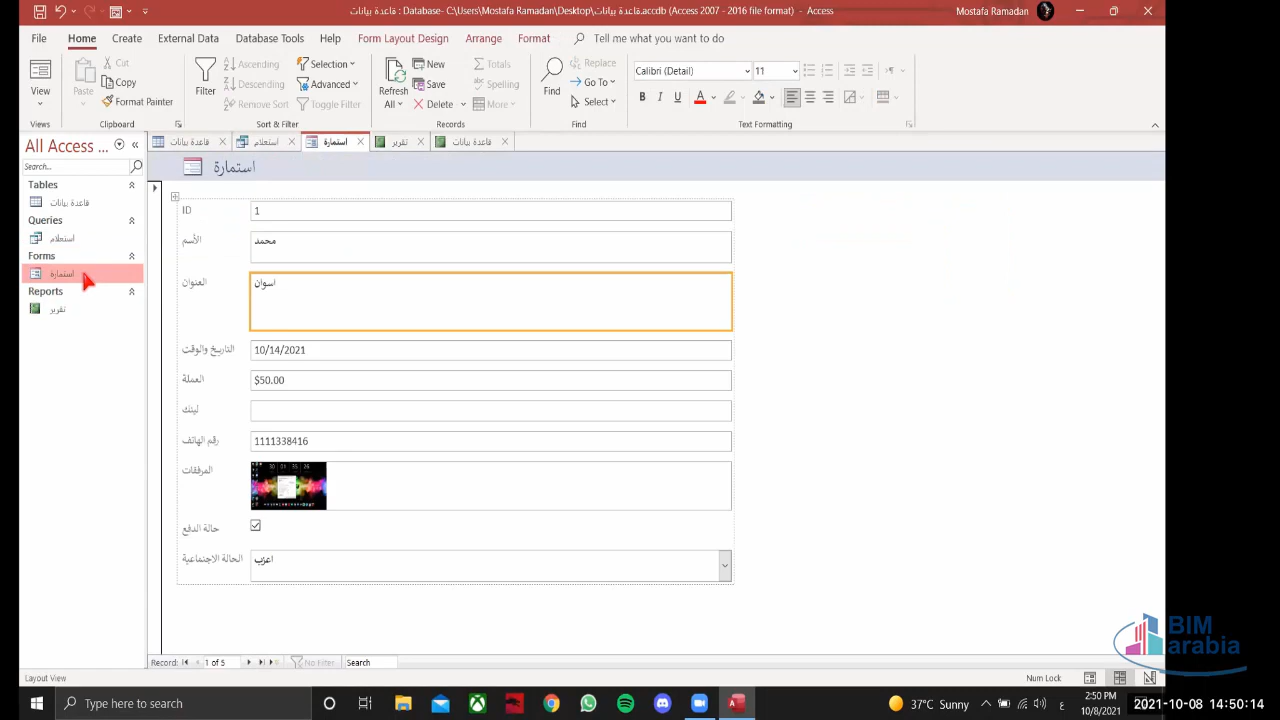 قاعدة بيانات : Database- C:\Users\Mostafa Ramadan\Desktop\قاعدة بيانات.accdb (Access 2007 - 2016 file format) - Access
Mostafa Ramadan
File Home Create External Data Database Tools Help Form Layout Design Arrange Format Tell me what you want to do
View
Views
Paste
Cut
Copy
Format Painter
Clipboard
Filter
Ascending
Descending
Remove Sort
Selection
Advanced
Toggle Filter
Sort & Filter
Refresh All
New
Save
Delete
Totals
Spelling
More
Records
Find
Replace
Go To
Select
Find
Calibri (Detail) 11
B I U A
Text Formatting
All Access ...
Search...
Tables
قاعدة بيانات
Queries
استعلام
Forms
استمارة
Reports
تقرير
قاعدة بيانات استعلام استمارة تقرير قاعدة بيانات
استمارة
ID 1
الأسم محمد
العنوان اسوان
التاريخ والوقت 10/14/2021
العملة $50.00
لينك
رقم الهاتف 1111338416
المرفقات
حالة الدفع
الحالة الاجتماعية اعزب
Record: 1 of 5 No Filter Search
Layout View
Num Lock
BIM
arabia
Type here to search
37°C Sunny
ع
2:50 PM
10/8/2021
2021-10-08 14:50:14